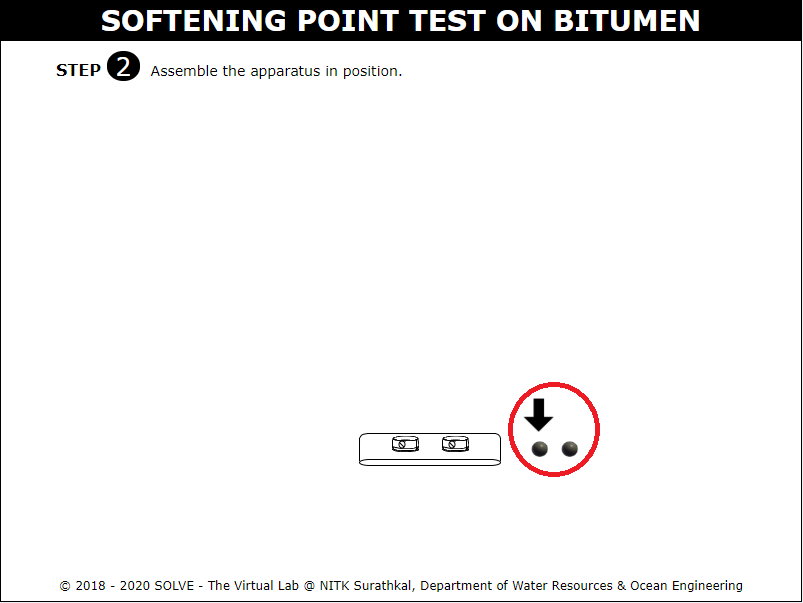 SOFTENING POINT TEST ON BITUMEN
STEP 2 Assemble the apparatus in position.
© 2018 - 2020 SOLVE - The Virtual Lab @ NITK Surathkal, Department of Water Resources & Ocean Engineering